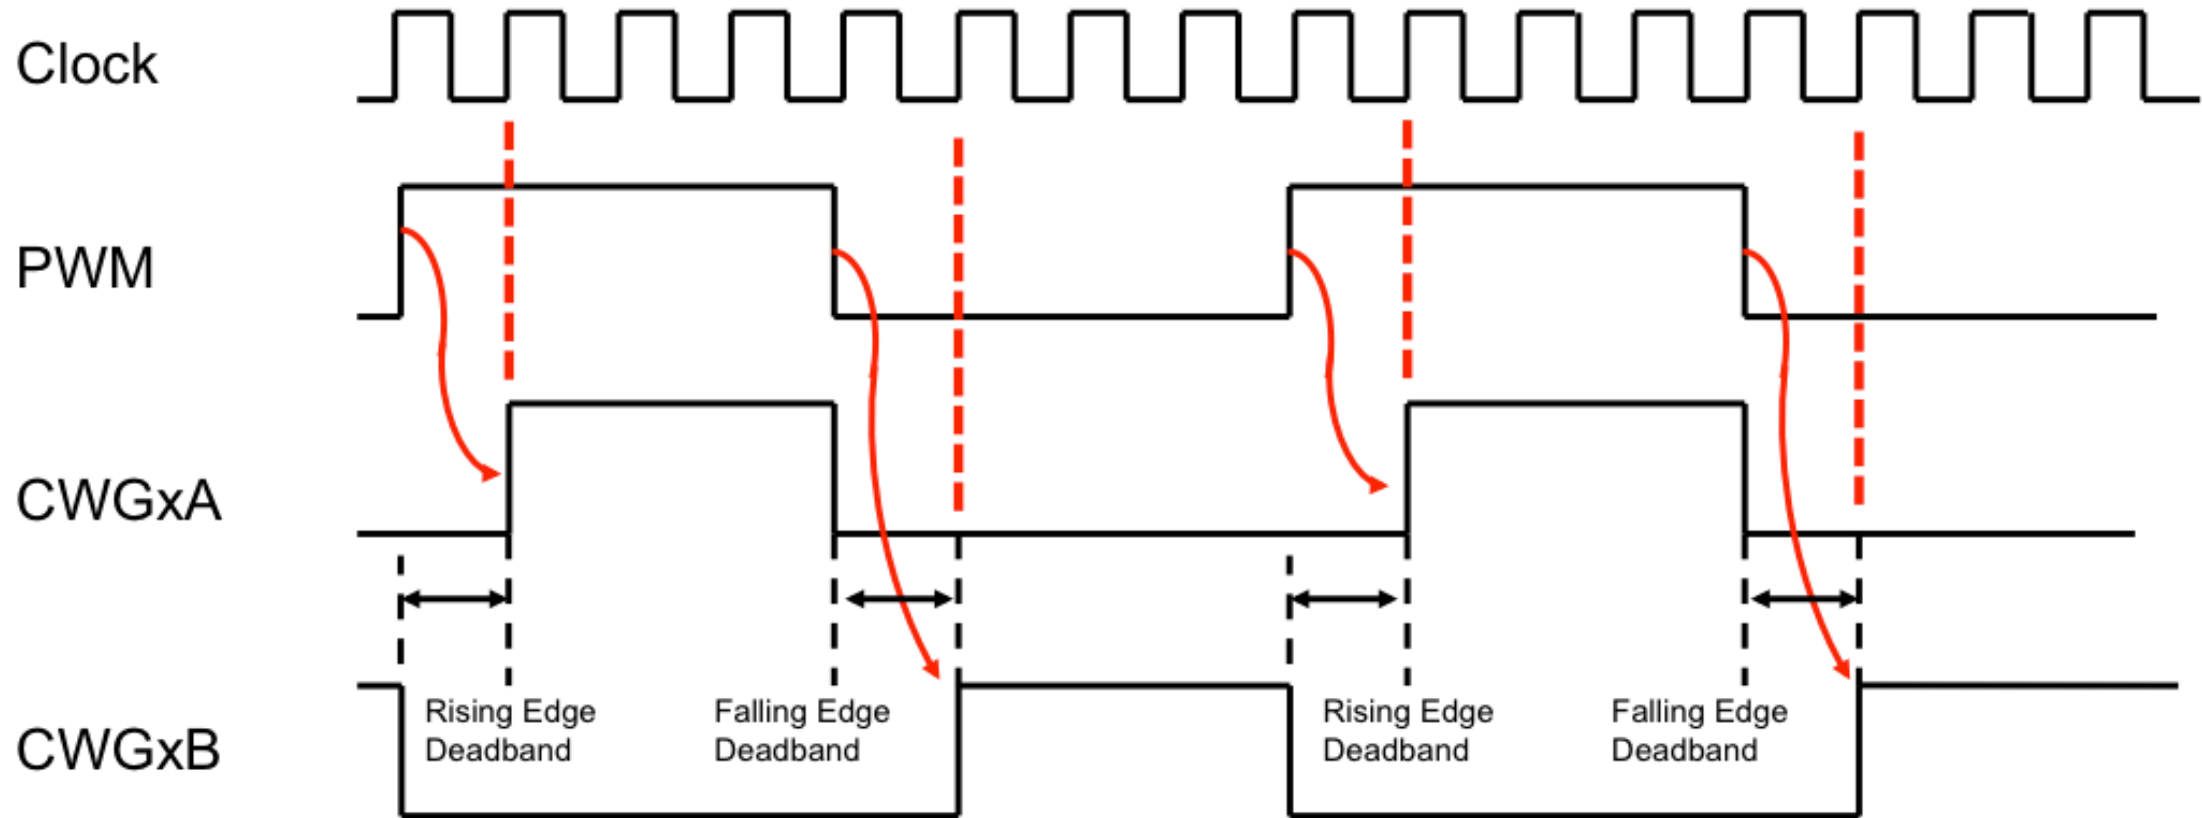 Clock
PWM
CWGxA
Rising Edge
Deadband
Falling Edge
Deadband
Rising Edge
Deadband
Falling Edge
Deadband
CWGxB